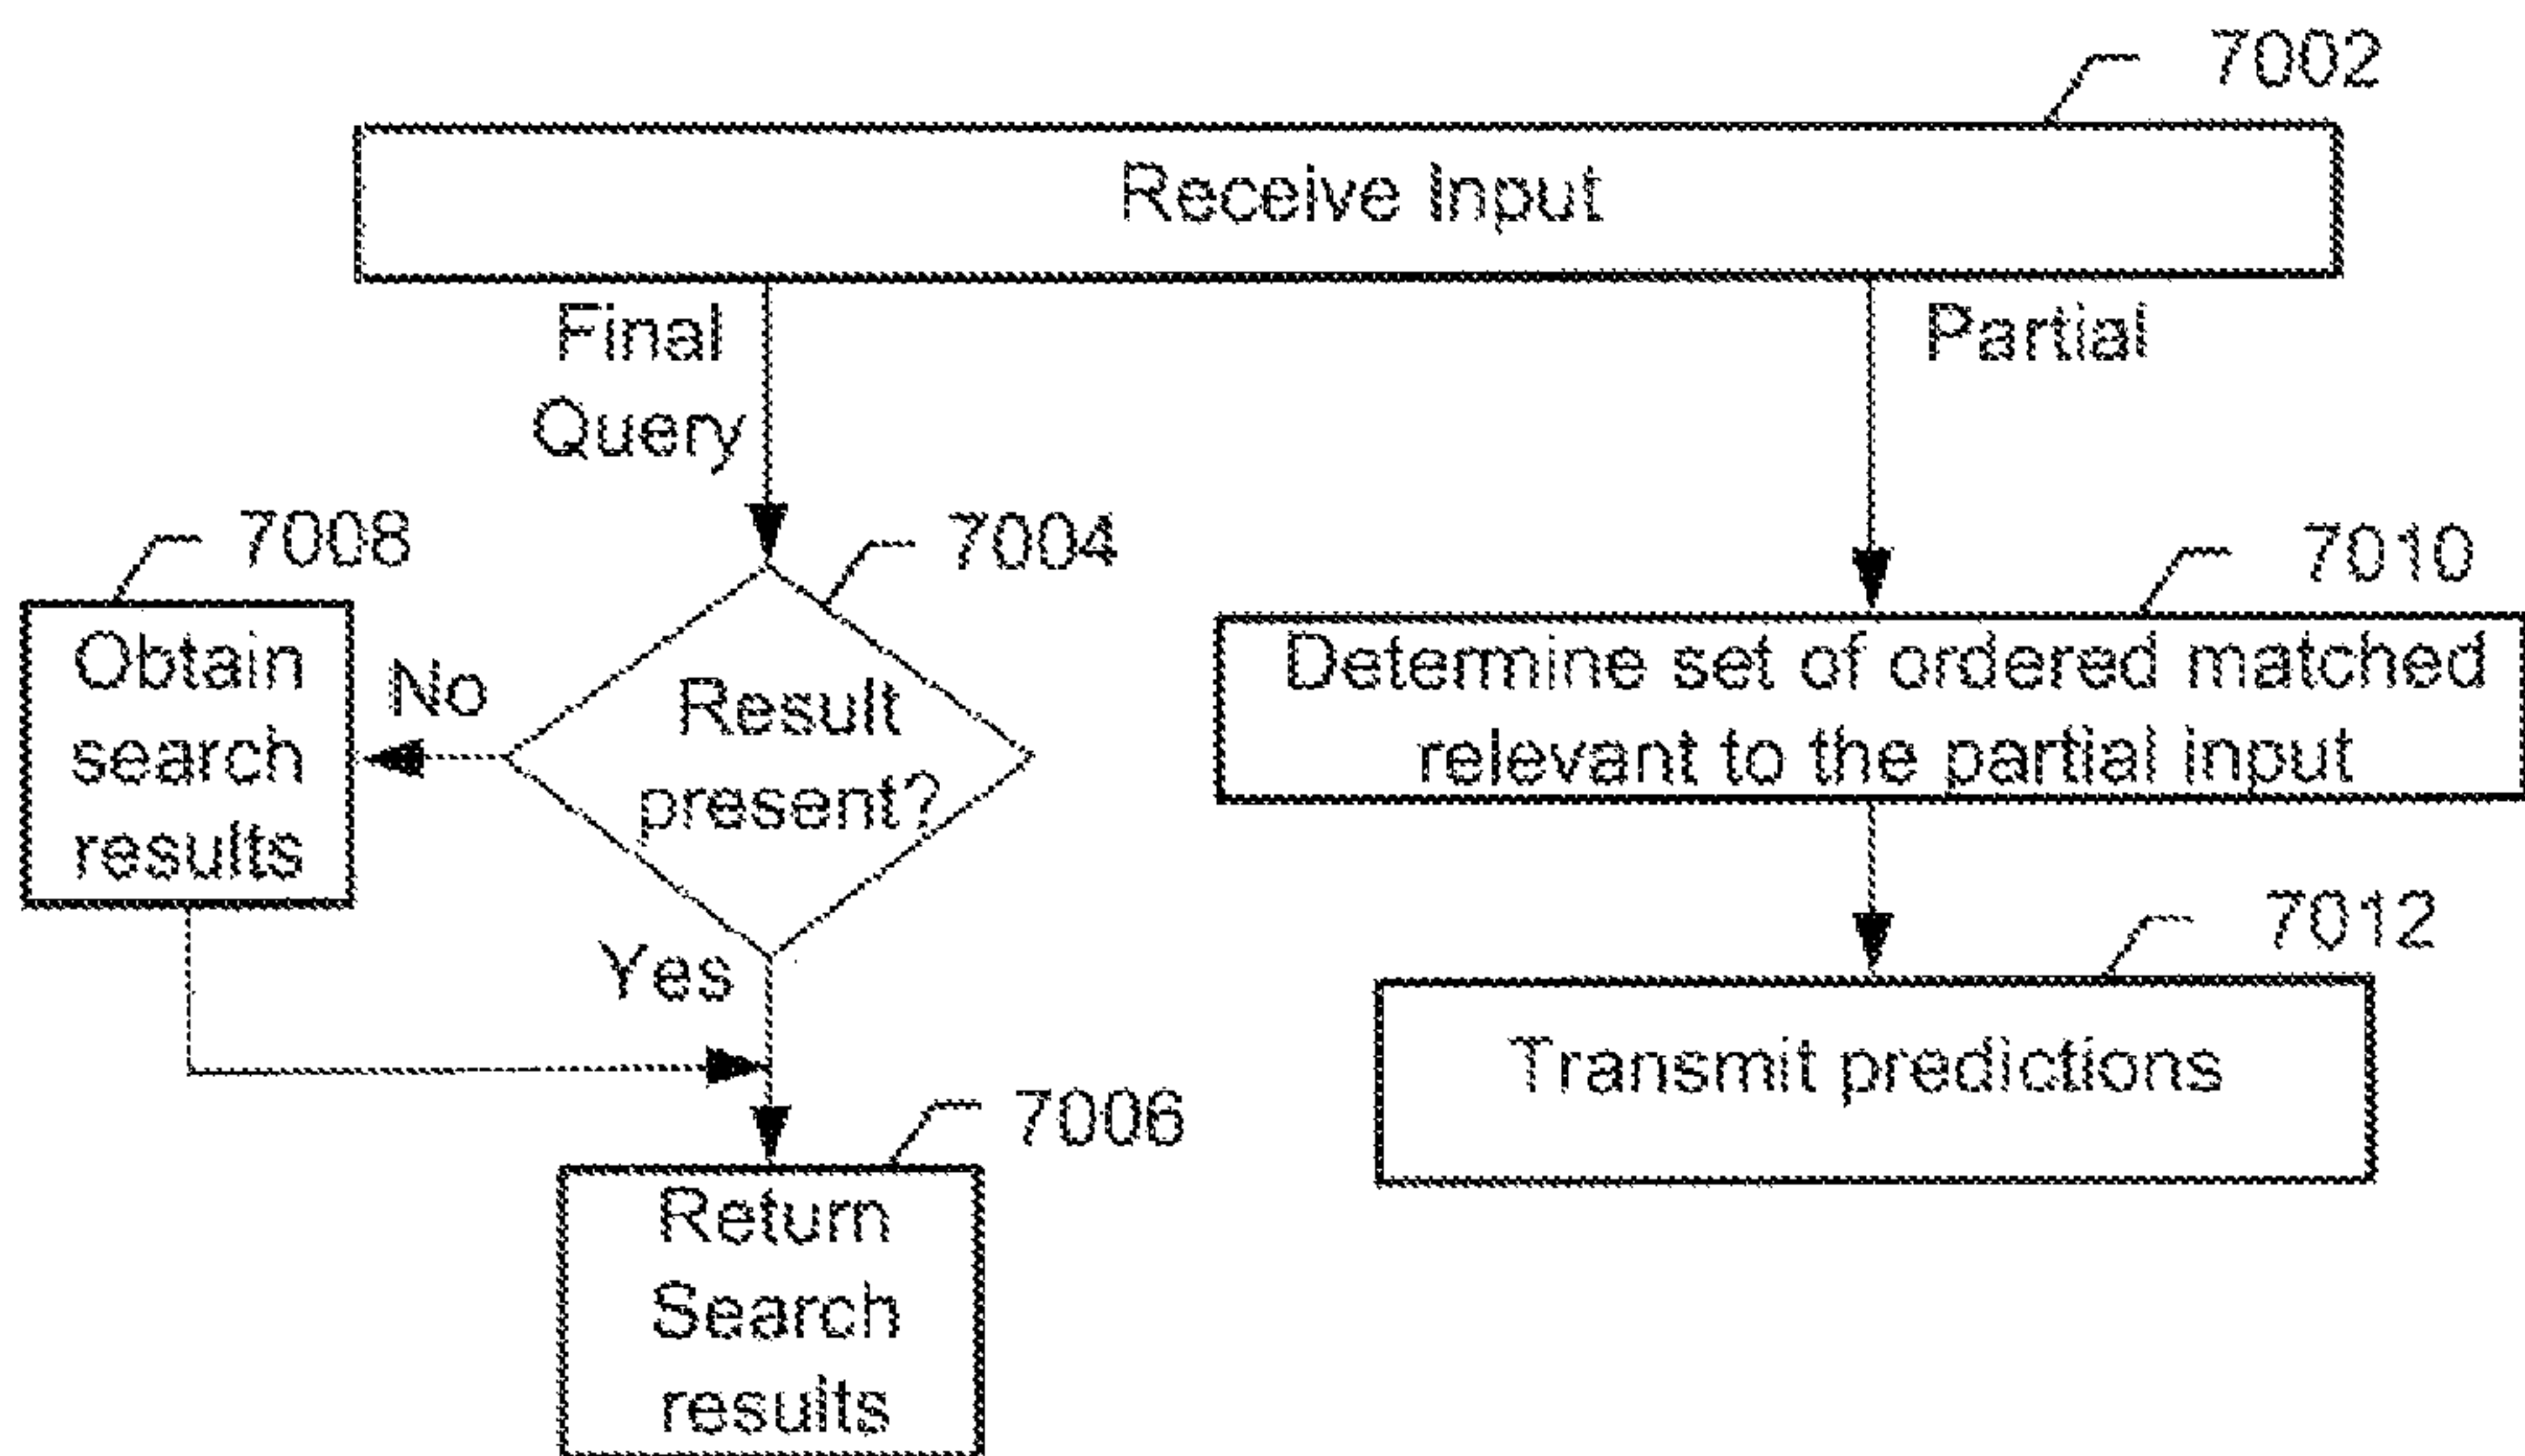 7002
Receive Input
Final
Query
Partial
7008
7004
7010
Obtain
search
results
No
Result
present?
Determine set of ordered matched
relevant to the partial input
Yes
7012
Transmit predictions
7006
Return
Search
results